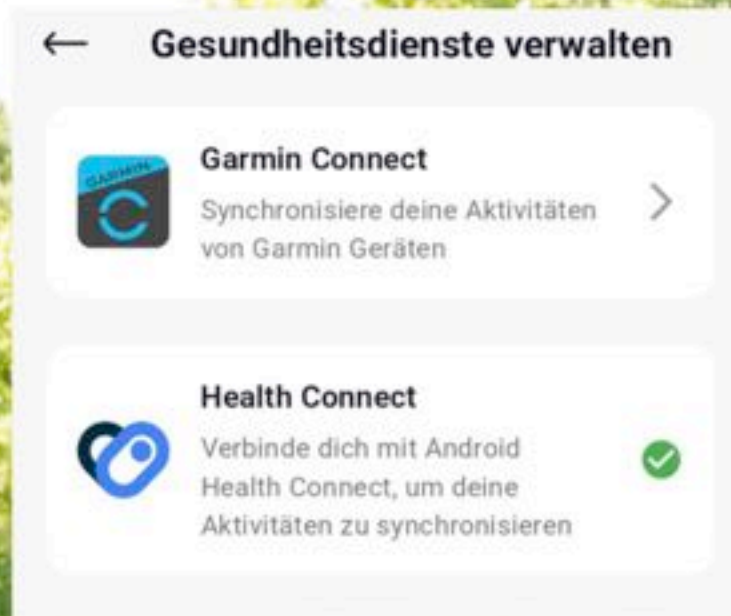 Gesundheitsdienste verwalten
Garmin Connect
Synchronisiere deine Aktivitäten
von Garmin Geräten
GARMIN
Health Connect
Verbinde dich mit Android
Health Connect, um deine
Aktivitäten zu synchronisieren